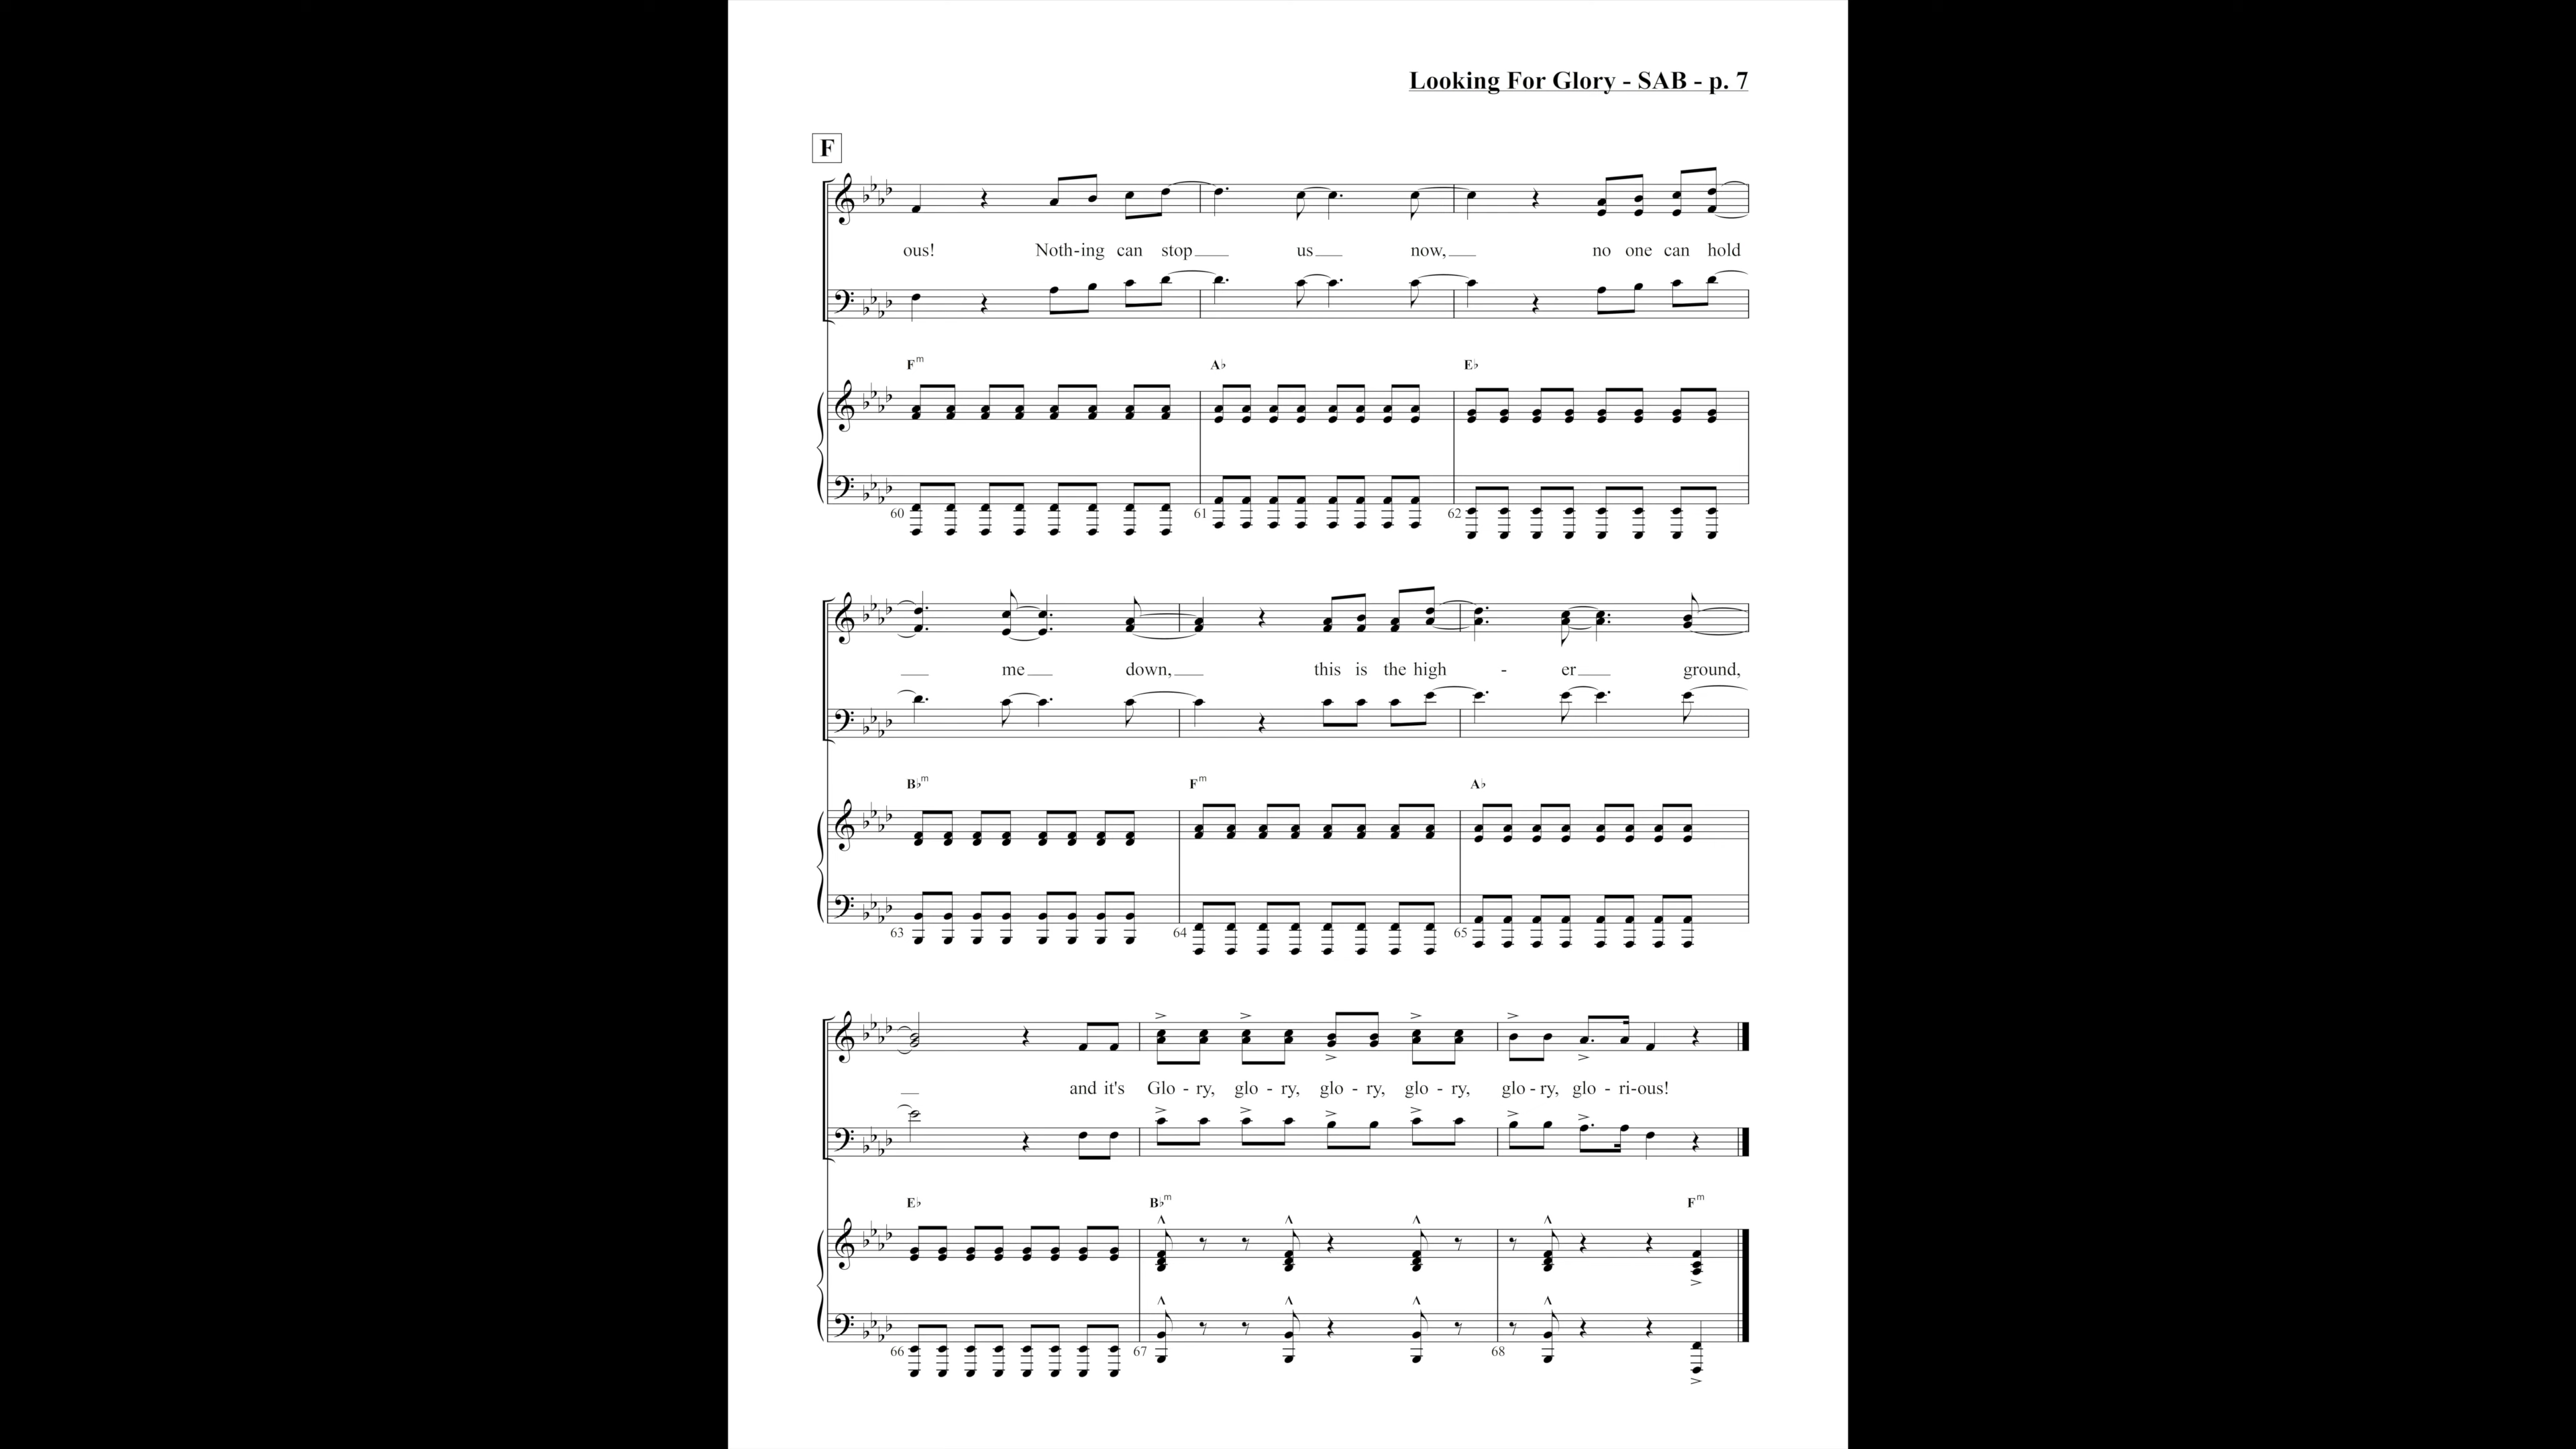 Looking For Glory - SAB - p. 7
F
ous! Noth-ing can stop us now, no one can hold
Fm A♭ E♭
60 61 62
me down, this is the high - er ground,
B♭m Fm A♭
63 64 65
and it's Glo - ry, glo - ry, glo - ry, glo - ry, glo - ry, glo - ri-ous!
E♭ B♭m Fm
66 67 68